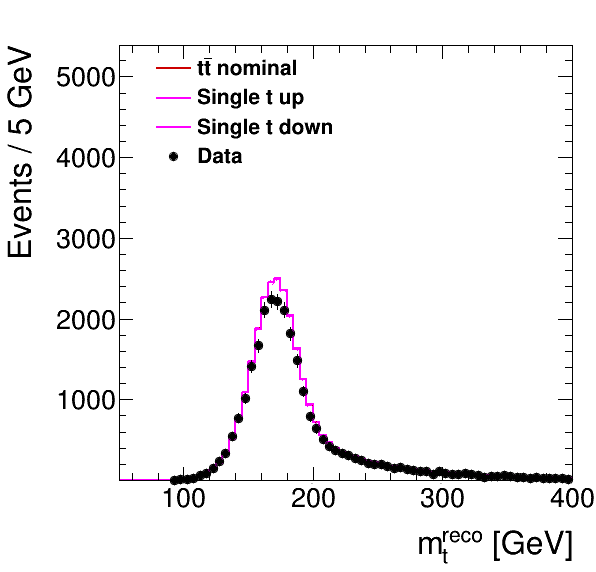 Events / 5 GeV
5000
4000
3000
2000
1000
tt̄ nominal
Single t up
Single t down
Data
100 200 300 400
m_t^reco [GeV]